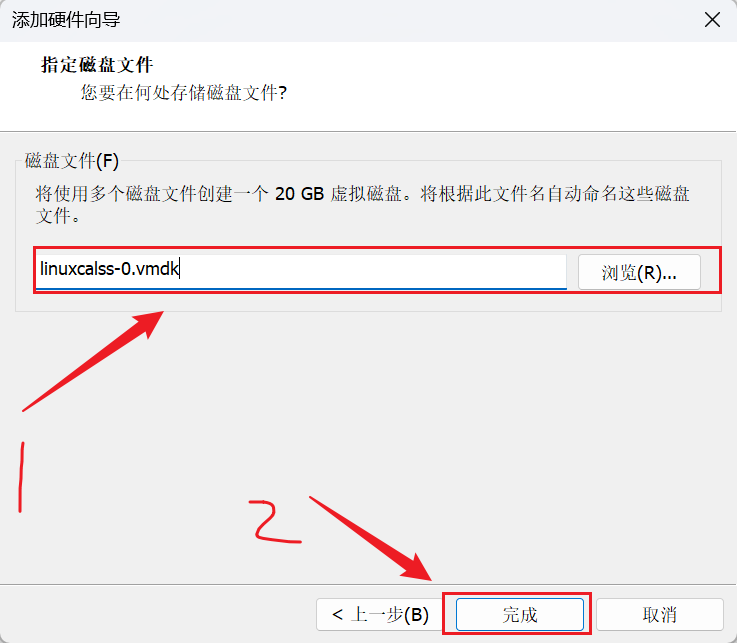 添加硬件向导
指定磁盘文件
您要在何处存储磁盘文件?
磁盘文件(F)
将使用多个磁盘文件创建一个 20 GB 虚拟磁盘。将根据此文件名自动命名这些磁盘
文件。
linuxcalss-0.vmdk
浏览(R)...
1
2
< 上一步(B)
完成
取消